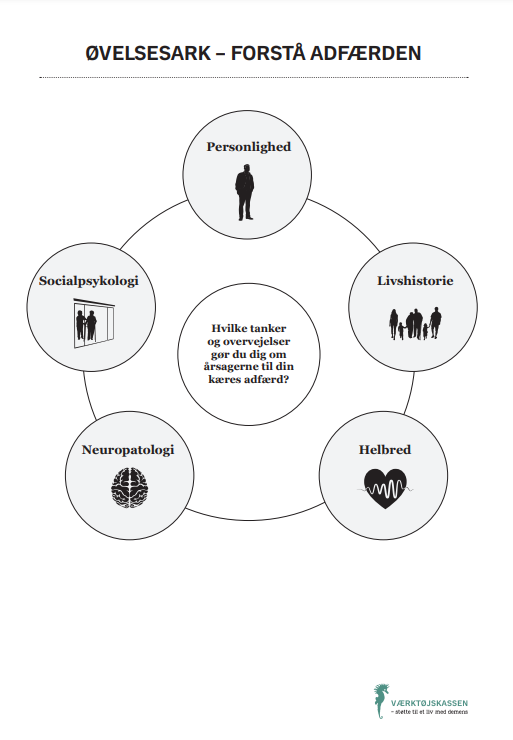 ØVELSESARK – FORSTÅ ADFÆRDEN
Personlighed
Socialpsykologi
Livshistorie
Hvilke tanker
og overvejelser
gør du dig om
årsagerne til din
kæres adfærd?
Neuropatologi
Helbred
VÆRKTØJSKASSEN
– støtte til et liv med demens